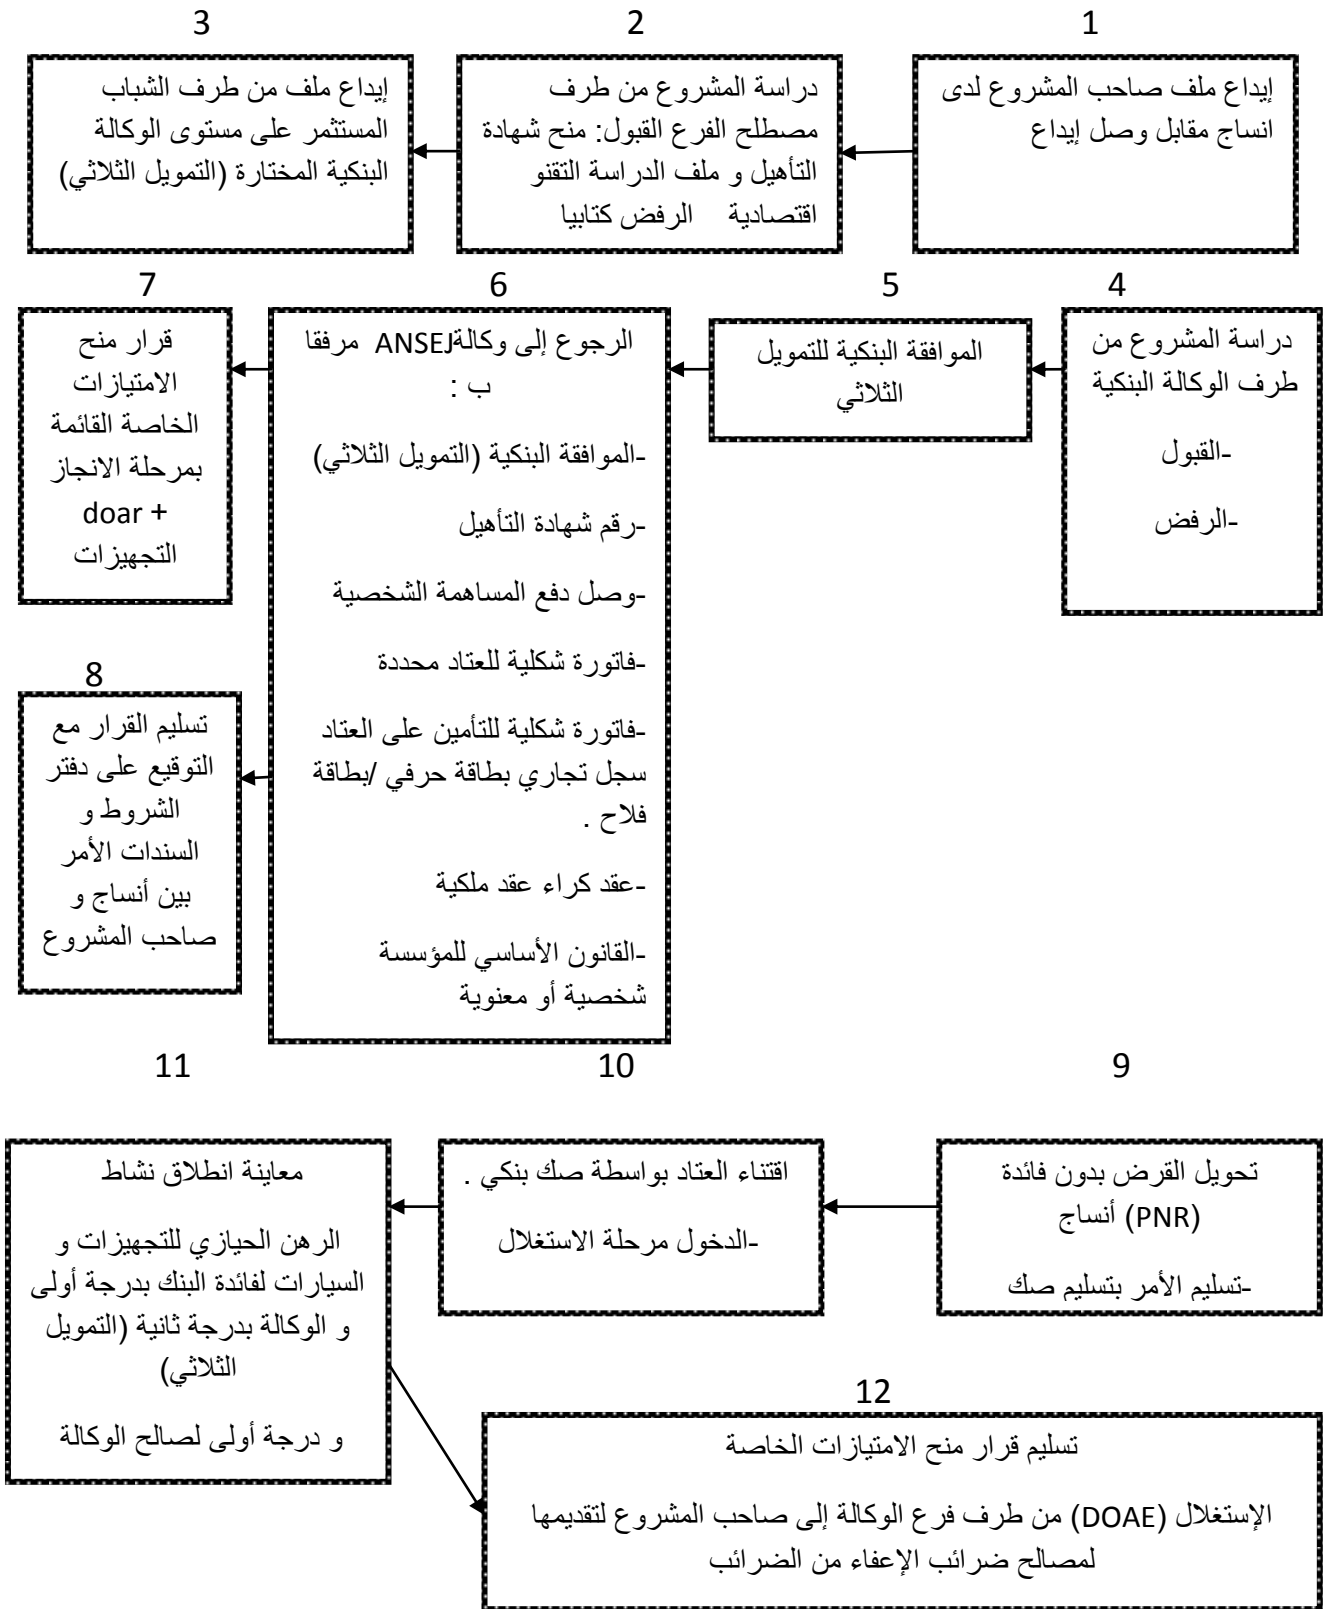 1
إيداع ملف صاحب المشروع لدى
انساج مقابل وصل إيداع
2
دراسة المشروع من طرف
مصطلح الفرع القبول: منح شهادة
التأهيل و ملف الدراسة التقنو
اقتصادية الرفض كتابيا
3
إيداع ملف من طرف الشباب
المستثمر على مستوى الوكالة
البنكية المختارة (التمويل الثلاثي)
4
دراسة المشروع من
طرف الوكالة البنكية
-القبول
-الرفض
5
الموافقة البنكية للتمويل
الثلاثي
6
الرجوع إلى وكالةANSEJ مرفقا
ب :
-الموافقة البنكية (التمويل الثلاثي)
-رقم شهادة التأهيل
-وصل دفع المساهمة الشخصية
-فاتورة شكلية للعتاد محددة
-فاتورة شكلية للتأمين على العتاد
سجل تجاري بطاقة حرفي /بطاقة
فلاح .
-عقد كراء عقد ملكية
-القانون الأساسي للمؤسسة
شخصية أو معنوية
7
قرار منح
الامتيازات
الخاصة القائمة
بمرحلة الانجاز
doar +
التجهيزات
8
تسليم القرار مع
التوقيع على دفتر
الشروط و
السندات الأمر
بين أنساج و
صاحب المشروع
9
تحويل القرض بدون فائدة
(PNR) أنساج
-تسليم الأمر بتسليم صك
10
اقتناء العتاد بواسطة صك بنكي .
-الدخول مرحلة الاستغلال
11
معاينة انطلاق نشاط
الرهن الحيازي للتجهيزات و
السيارات لفائدة البنك بدرجة أولى
و الوكالة بدرجة ثانية (التمويل
الثلاثي)
و درجة أولى لصالح الوكالة
12
تسليم قرار منح الامتيازات الخاصة
الإستغلال (DOAE) من طرف فرع الوكالة إلى صاحب المشروع لتقديمها
لمصالح ضرائب الإعفاء من الضرائب